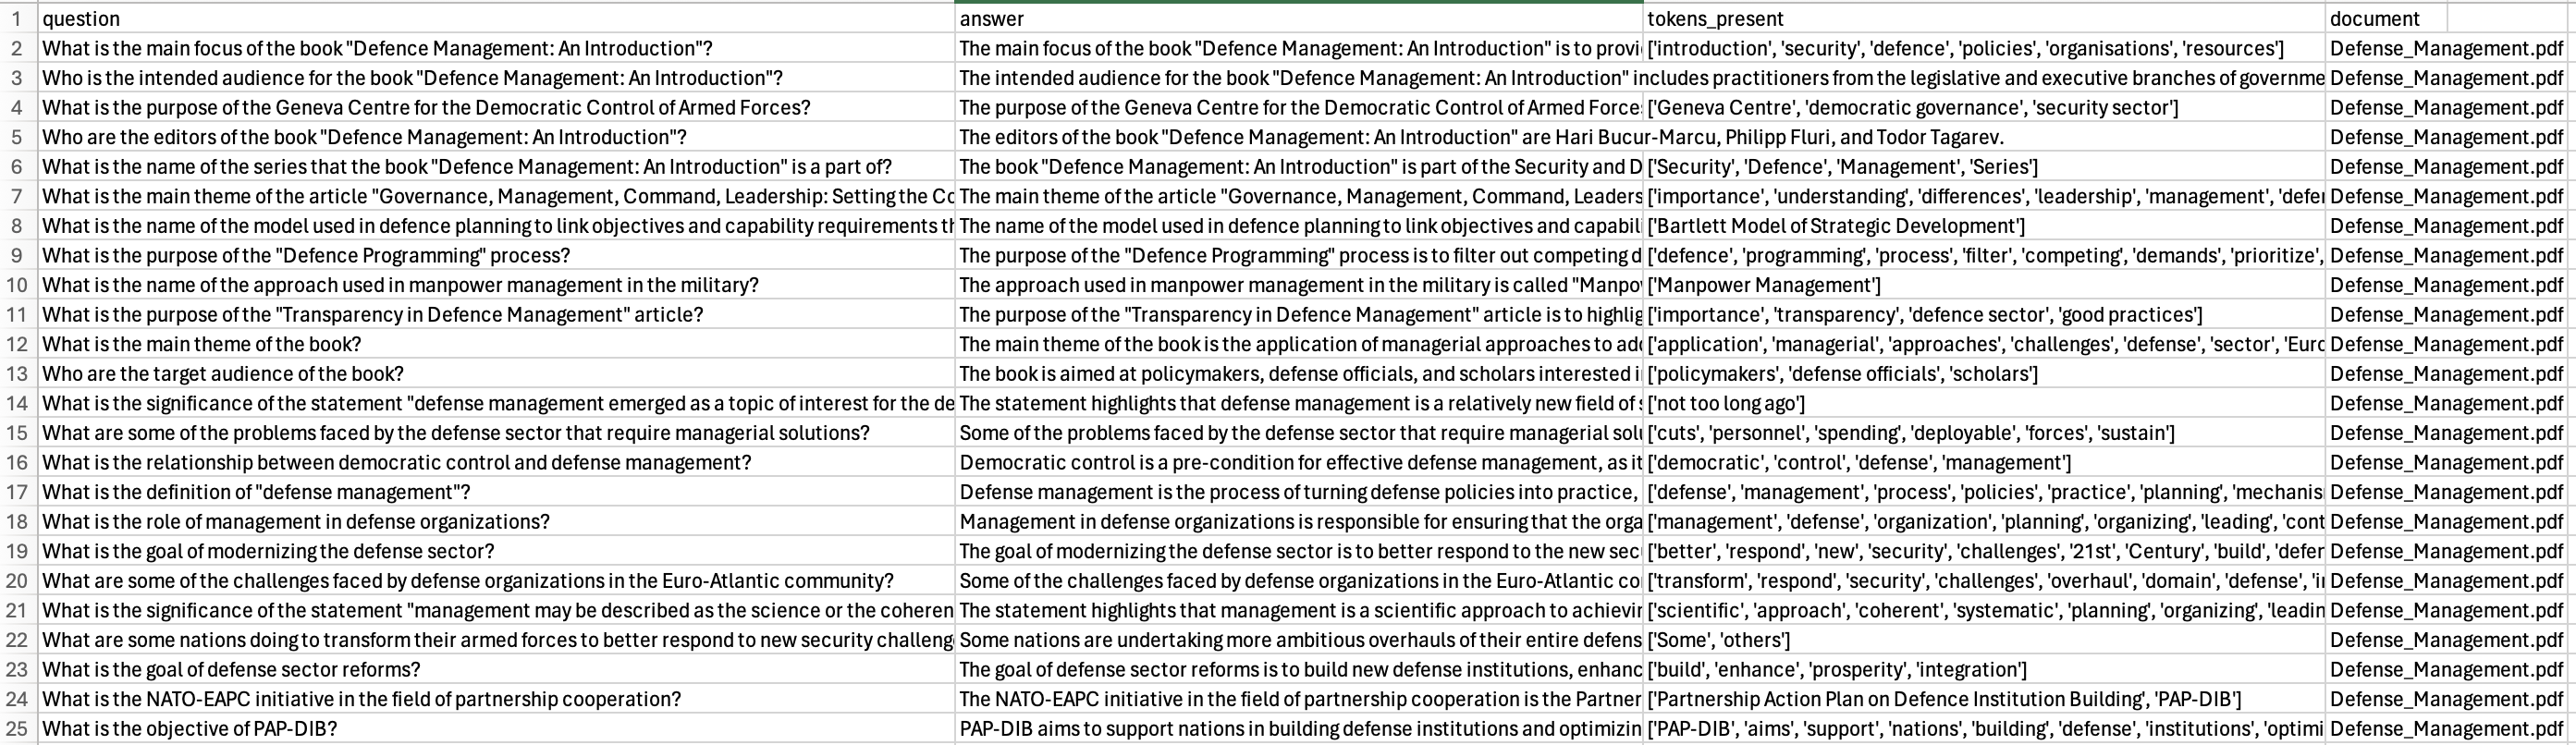 1 question answer tokens_present document
2 What is the main focus of the book "Defence Management: An Introduction"? The main focus of the book "Defence Management: An Introduction" is to provi ['introduction', 'security', 'defence', 'policies', 'organisations', 'resources'] Defense_Management.pdf
3 Who is the intended audience for the book "Defence Management: An Introduction"? The intended audience for the book "Defence Management: An Introduction" includes practitioners from the legislative and executive branches of governme Defense_Management.pdf
4 What is the purpose of the Geneva Centre for the Democratic Control of Armed Forces? The purpose of the Geneva Centre for the Democratic Control of Armed Forces ['Geneva Centre', 'democratic governance', 'security sector'] Defense_Management.pdf
5 Who are the editors of the book "Defence Management: An Introduction"? The editors of the book "Defence Management: An Introduction" are Hari Bucur-Marcu, Philipp Fluri, and Todor Tagarev. Defense_Management.pdf
6 What is the name of the series that the book "Defence Management: An Introduction" is a part of? The book "Defence Management: An Introduction" is part of the Security and D ['Security', 'Defence', 'Management', 'Series'] Defense_Management.pdf
7 What is the main theme of the article "Governance, Management, Command, Leadership: Setting the Co The main theme of the article "Governance, Management, Command, Leaders ['importance', 'understanding', 'differences', 'leadership', 'management', 'defen Defense_Management.pdf
8 What is the name of the model used in defence planning to link objectives and capability requirements th The name of the model used in defence planning to link objectives and capabili ['Bartlett Model of Strategic Development'] Defense_Management.pdf
9 What is the purpose of the "Defence Programming" process? The purpose of the "Defence Programming" process is to filter out competing d ['defence', 'programming', 'process', 'filter', 'competing', 'demands', 'prioritize', Defense_Management.pdf
10 What is the name of the approach used in manpower management in the military? The approach used in manpower management in the military is called "Manpow ['Manpower Management'] Defense_Management.pdf
11 What is the purpose of the "Transparency in Defence Management" article? The purpose of the "Transparency in Defence Management" article is to highlig ['importance', 'transparency', 'defence sector', 'good practices'] Defense_Management.pdf
12 What is the main theme of the book? The main theme of the book is the application of managerial approaches to add ['application', 'managerial', 'approaches', 'challenges', 'defense', 'sector', 'Euro Defense_Management.pdf
13 Who are the target audience of the book? The book is aimed at policymakers, defense officials, and scholars interested i ['policymakers', 'defense officials', 'scholars'] Defense_Management.pdf
14 What is the significance of the statement "defense management emerged as a topic of interest for the de The statement highlights that defense management is a relatively new field of s ['not too long ago'] Defense_Management.pdf
15 What are some of the problems faced by the defense sector that require managerial solutions? Some of the problems faced by the defense sector that require managerial solu ['cuts', 'personnel', 'spending', 'deployable', 'forces', 'sustain'] Defense_Management.pdf
16 What is the relationship between democratic control and defense management? Democratic control is a pre-condition for effective defense management, as it ['democratic', 'control', 'defense', 'management'] Defense_Management.pdf
17 What is the definition of "defense management"? Defense management is the process of turning defense policies into practice, ['defense', 'management', 'process', 'policies', 'practice', 'planning', 'mechanis Defense_Management.pdf
18 What is the role of management in defense organizations? Management in defense organizations is responsible for ensuring that the orga ['management', 'defense', 'organization', 'planning', 'organizing', 'leading', 'cont Defense_Management.pdf
19 What is the goal of modernizing the defense sector? The goal of modernizing the defense sector is to better respond to the new sec ['better', 'respond', 'new', 'security', 'challenges', '21st', 'Century', 'build', 'defen Defense_Management.pdf
20 What are some of the challenges faced by defense organizations in the Euro-Atlantic community? Some of the challenges faced by defense organizations in the Euro-Atlantic co ['transform', 'respond', 'security', 'challenges', 'overhaul', 'domain', 'defense', 'i Defense_Management.pdf
21 What is the significance of the statement "management may be described as the science or the coheren The statement highlights that management is a scientific approach to achievin ['scientific', 'approach', 'coherent', 'systematic', 'planning', 'organizing', 'leadin Defense_Management.pdf
22 What are some nations doing to transform their armed forces to better respond to new security challeng Some nations are undertaking more ambitious overhauls of their entire defens ['Some', 'others'] Defense_Management.pdf
23 What is the goal of defense sector reforms? The goal of defense sector reforms is to build new defense institutions, enhanc ['build', 'enhance', 'prosperity', 'integration'] Defense_Management.pdf
24 What is the NATO-EAPC initiative in the field of partnership cooperation? The NATO-EAPC initiative in the field of partnership cooperation is the Partner ['Partnership Action Plan on Defence Institution Building', 'PAP-DIB'] Defense_Management.pdf
25 What is the objective of PAP-DIB? PAP-DIB aims to support nations in building defense institutions and optimizin ['PAP-DIB', 'aims', 'support', 'nations', 'building', 'defense', 'institutions', 'optimi Defense_Management.pdf